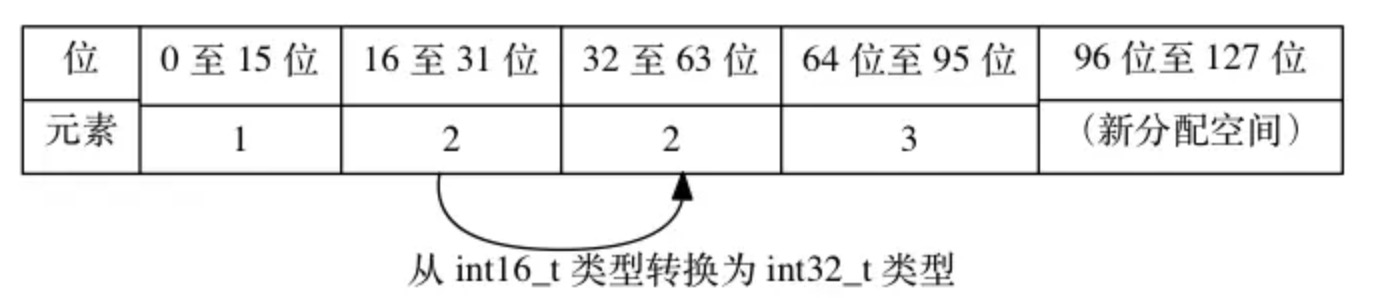 位 0 至 15 位 16 至 31 位 32 至 63 位 64 位至 95 位 96 位至 127 位
元素 1 2 2 3 （新分配空间）
从 int16_t 类型转换为 int32_t 类型